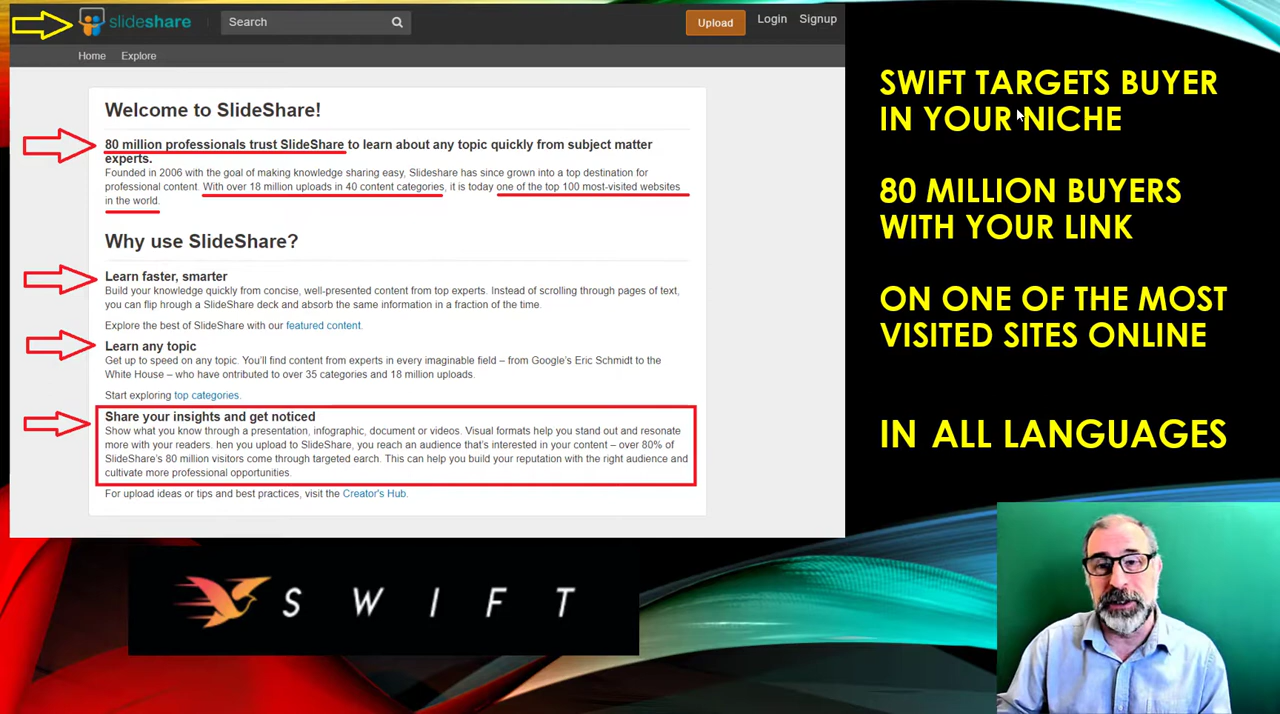 slideshare
Search
Upload
Login
Signup
Home
Explore
Welcome to SlideShare!
80 million professionals trust SlideShare to learn about any topic quickly from subject matter
experts.
Founded in 2006 with the goal of making knowledge sharing easy, Slideshare has since grown into a top destination for
professional content. With over 18 million uploads in 40 content categories, it is today one of the top 100 most-visited websites
in the world.
Why use SlideShare?
Learn faster, smarter
Build your knowledge quickly from concise, well-presented content from top experts. Instead of scrolling through pages of text,
you can flip hrough a SlideShare deck and absorb the same information in a fraction of the time.
Explore the best of SlideShare with our featured content.
Learn any topic
Get up to speed on any topic. You'll find content from experts in every imaginable field – from Google's Eric Schmidt to the
White House – who have ontributed to over 35 categories and 18 million uploads.
Start exploring top categories.
Share your insights and get noticed
Show what you know through a presentation, infographic, document or videos. Visual formats help you stand out and resonate
more with your readers. hen you upload to SlideShare, you reach an audience that's interested in your content – over 80% of
SlideShare's 80 million visitors come through targeted earch. This can help you build your reputation with the right audience and
cultivate more professional opportunities.
For upload ideas or tips and best practices, visit the Creator's Hub.
SWIFT TARGETS BUYER
IN YOUR NICHE
80 MILLION BUYERS
WITH YOUR LINK
ON ONE OF THE MOST
VISITED SITES ONLINE
IN ALL LANGUAGES
SWIFT